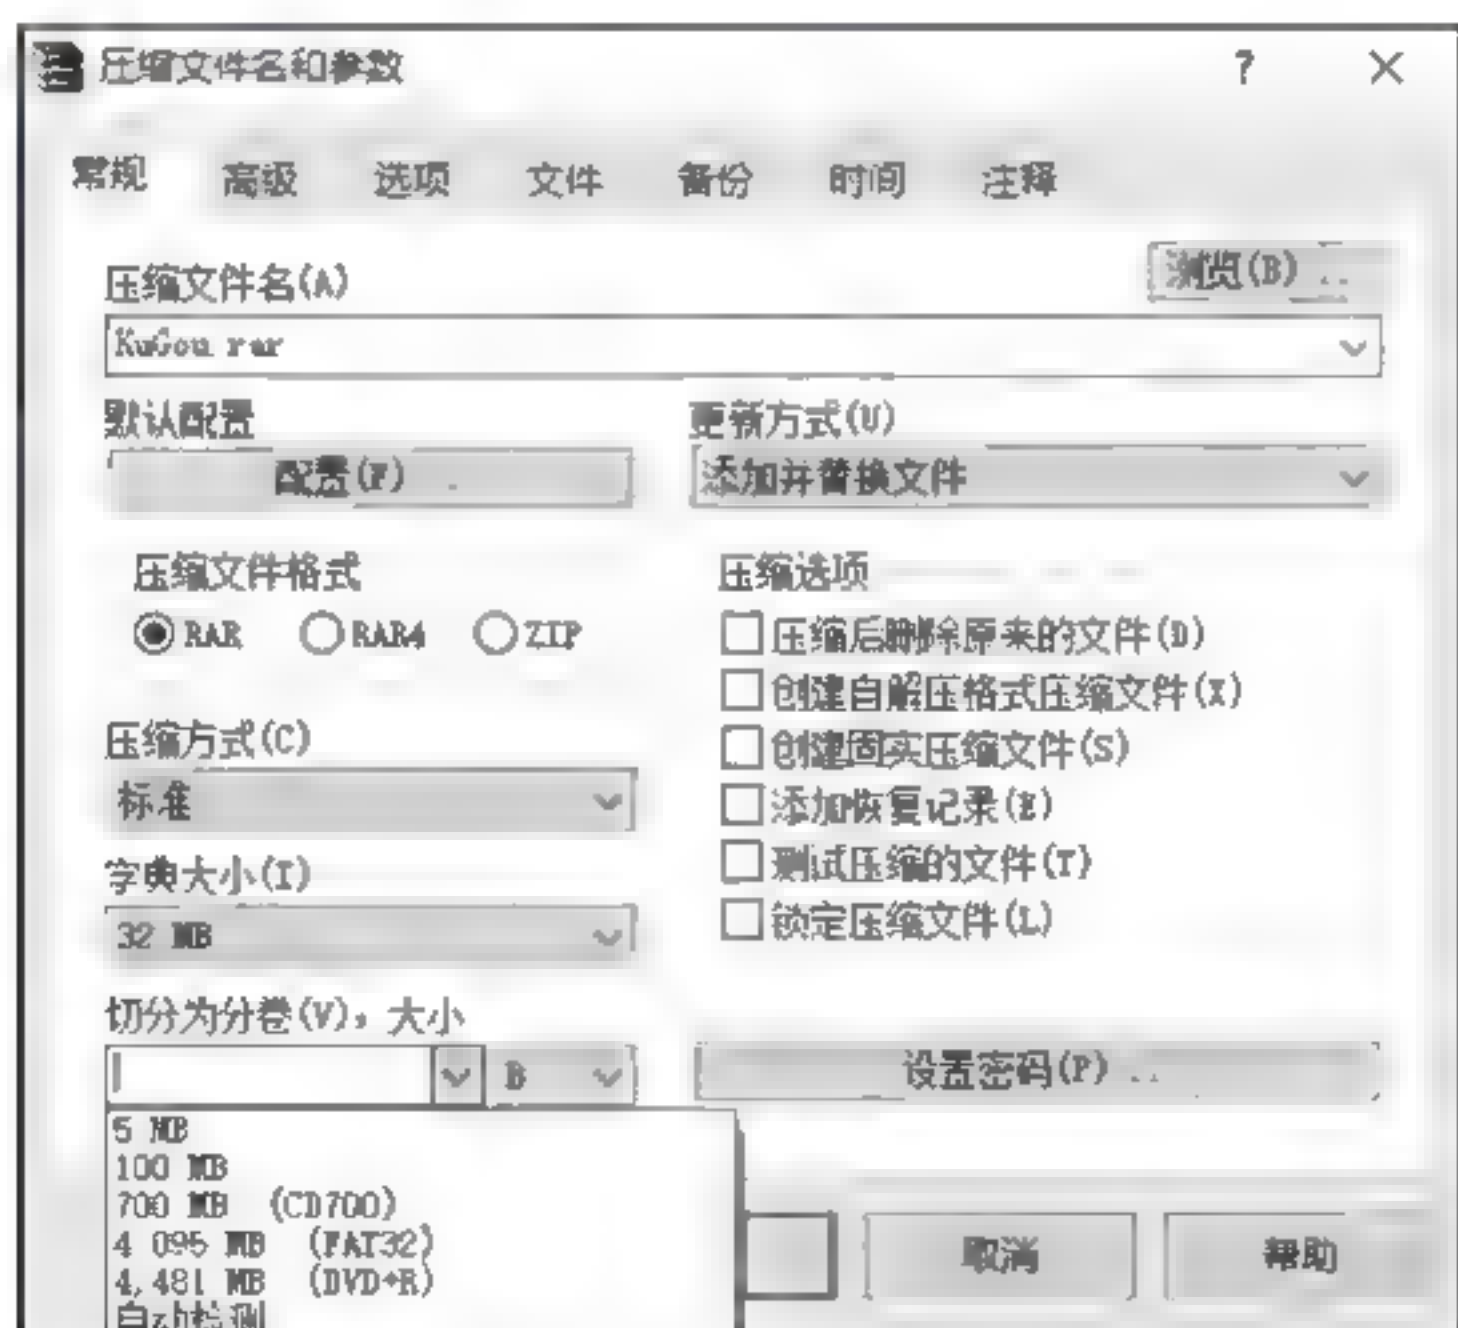 压缩文件名和参数 ?
常规 高级 选项 文件 备份 时间 注释
压缩文件名(A) 浏览(B)...
KuGou rar
默认配置 更新方式(U)
配置(F) . 添加并替换文件
压缩文件格式 压缩选项
RAR RAR4 ZIP 压缩后删除原来的文件(D)
创建自解压格式压缩文件(X)
压缩方式(C) 创建固实压缩文件(S)
标准 添加恢复记录(E)
字典大小(I) 测试压缩的文件(T)
32 MB 锁定压缩文件(L)
切分为分卷(V),大小
B 设置密码(P) ..
5 MB
100 MB
700 MB (CD700)
4 095 MB (FAT32)
4,481 MB (DVD+R)
取消 帮助
自动检测